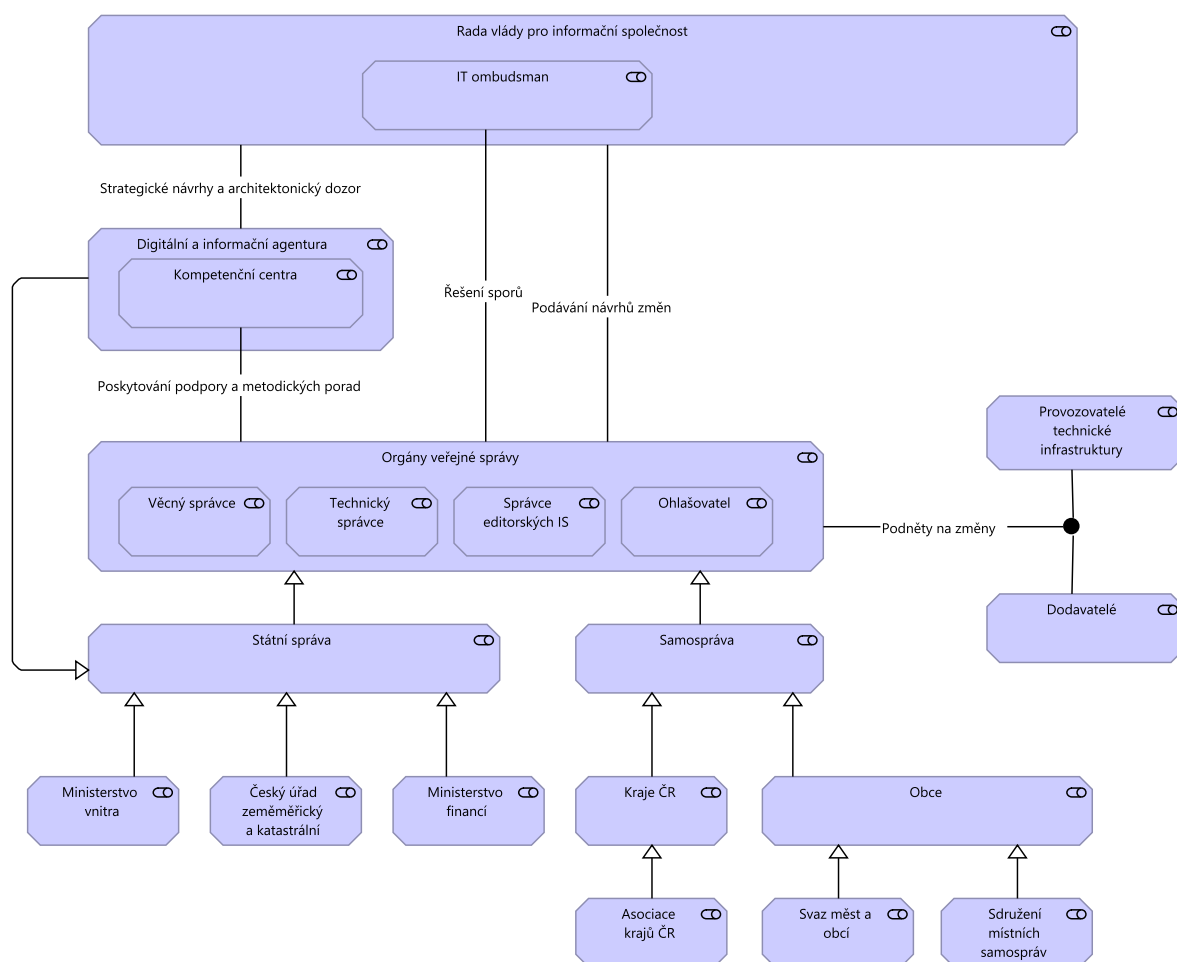 Rada vlády pro informační společnost
IT ombudsman
Strategické návrhy a architektonický dozor
Digitální a informační agentura
Kompetenční centra
Řešení sporů
Podávání návrhů změn
Poskytování podpory a metodických porad
Provozovatelé
technické
infrastruktury
Orgány veřejné správy
Věcný správce
Technický
správce
Správce
editorských IS
Ohlašovatel
Podněty na změny
Dodavatelé
Státní správa
Samospráva
Ministerstvo
vnitra
Český úřad
zeměměřický
a katastrální
Ministerstvo
financí
Kraje ČR
Obce
Asociace
krajů ČR
Svaz měst a
obcí
Sdružení
místních
samospráv